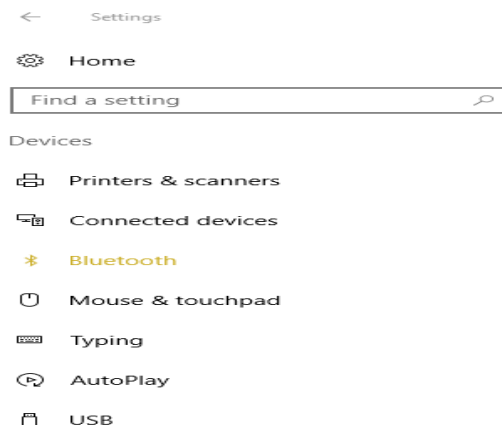 Settings
Home
Find a setting
Devices
Printers & scanners
Connected devices
Bluetooth
Mouse & touchpad
Typing
AutoPlay
USB